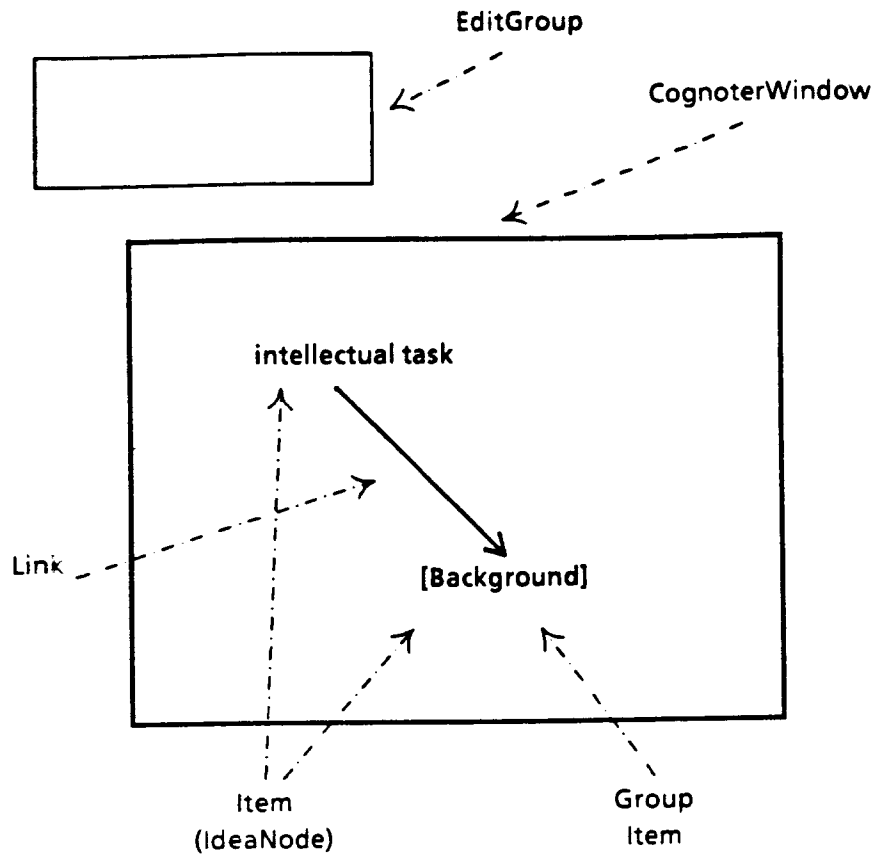 EditGroup
CognoterWindow
intellectual task
Link
[Background]
Item
(IdeaNode)
Group
Item